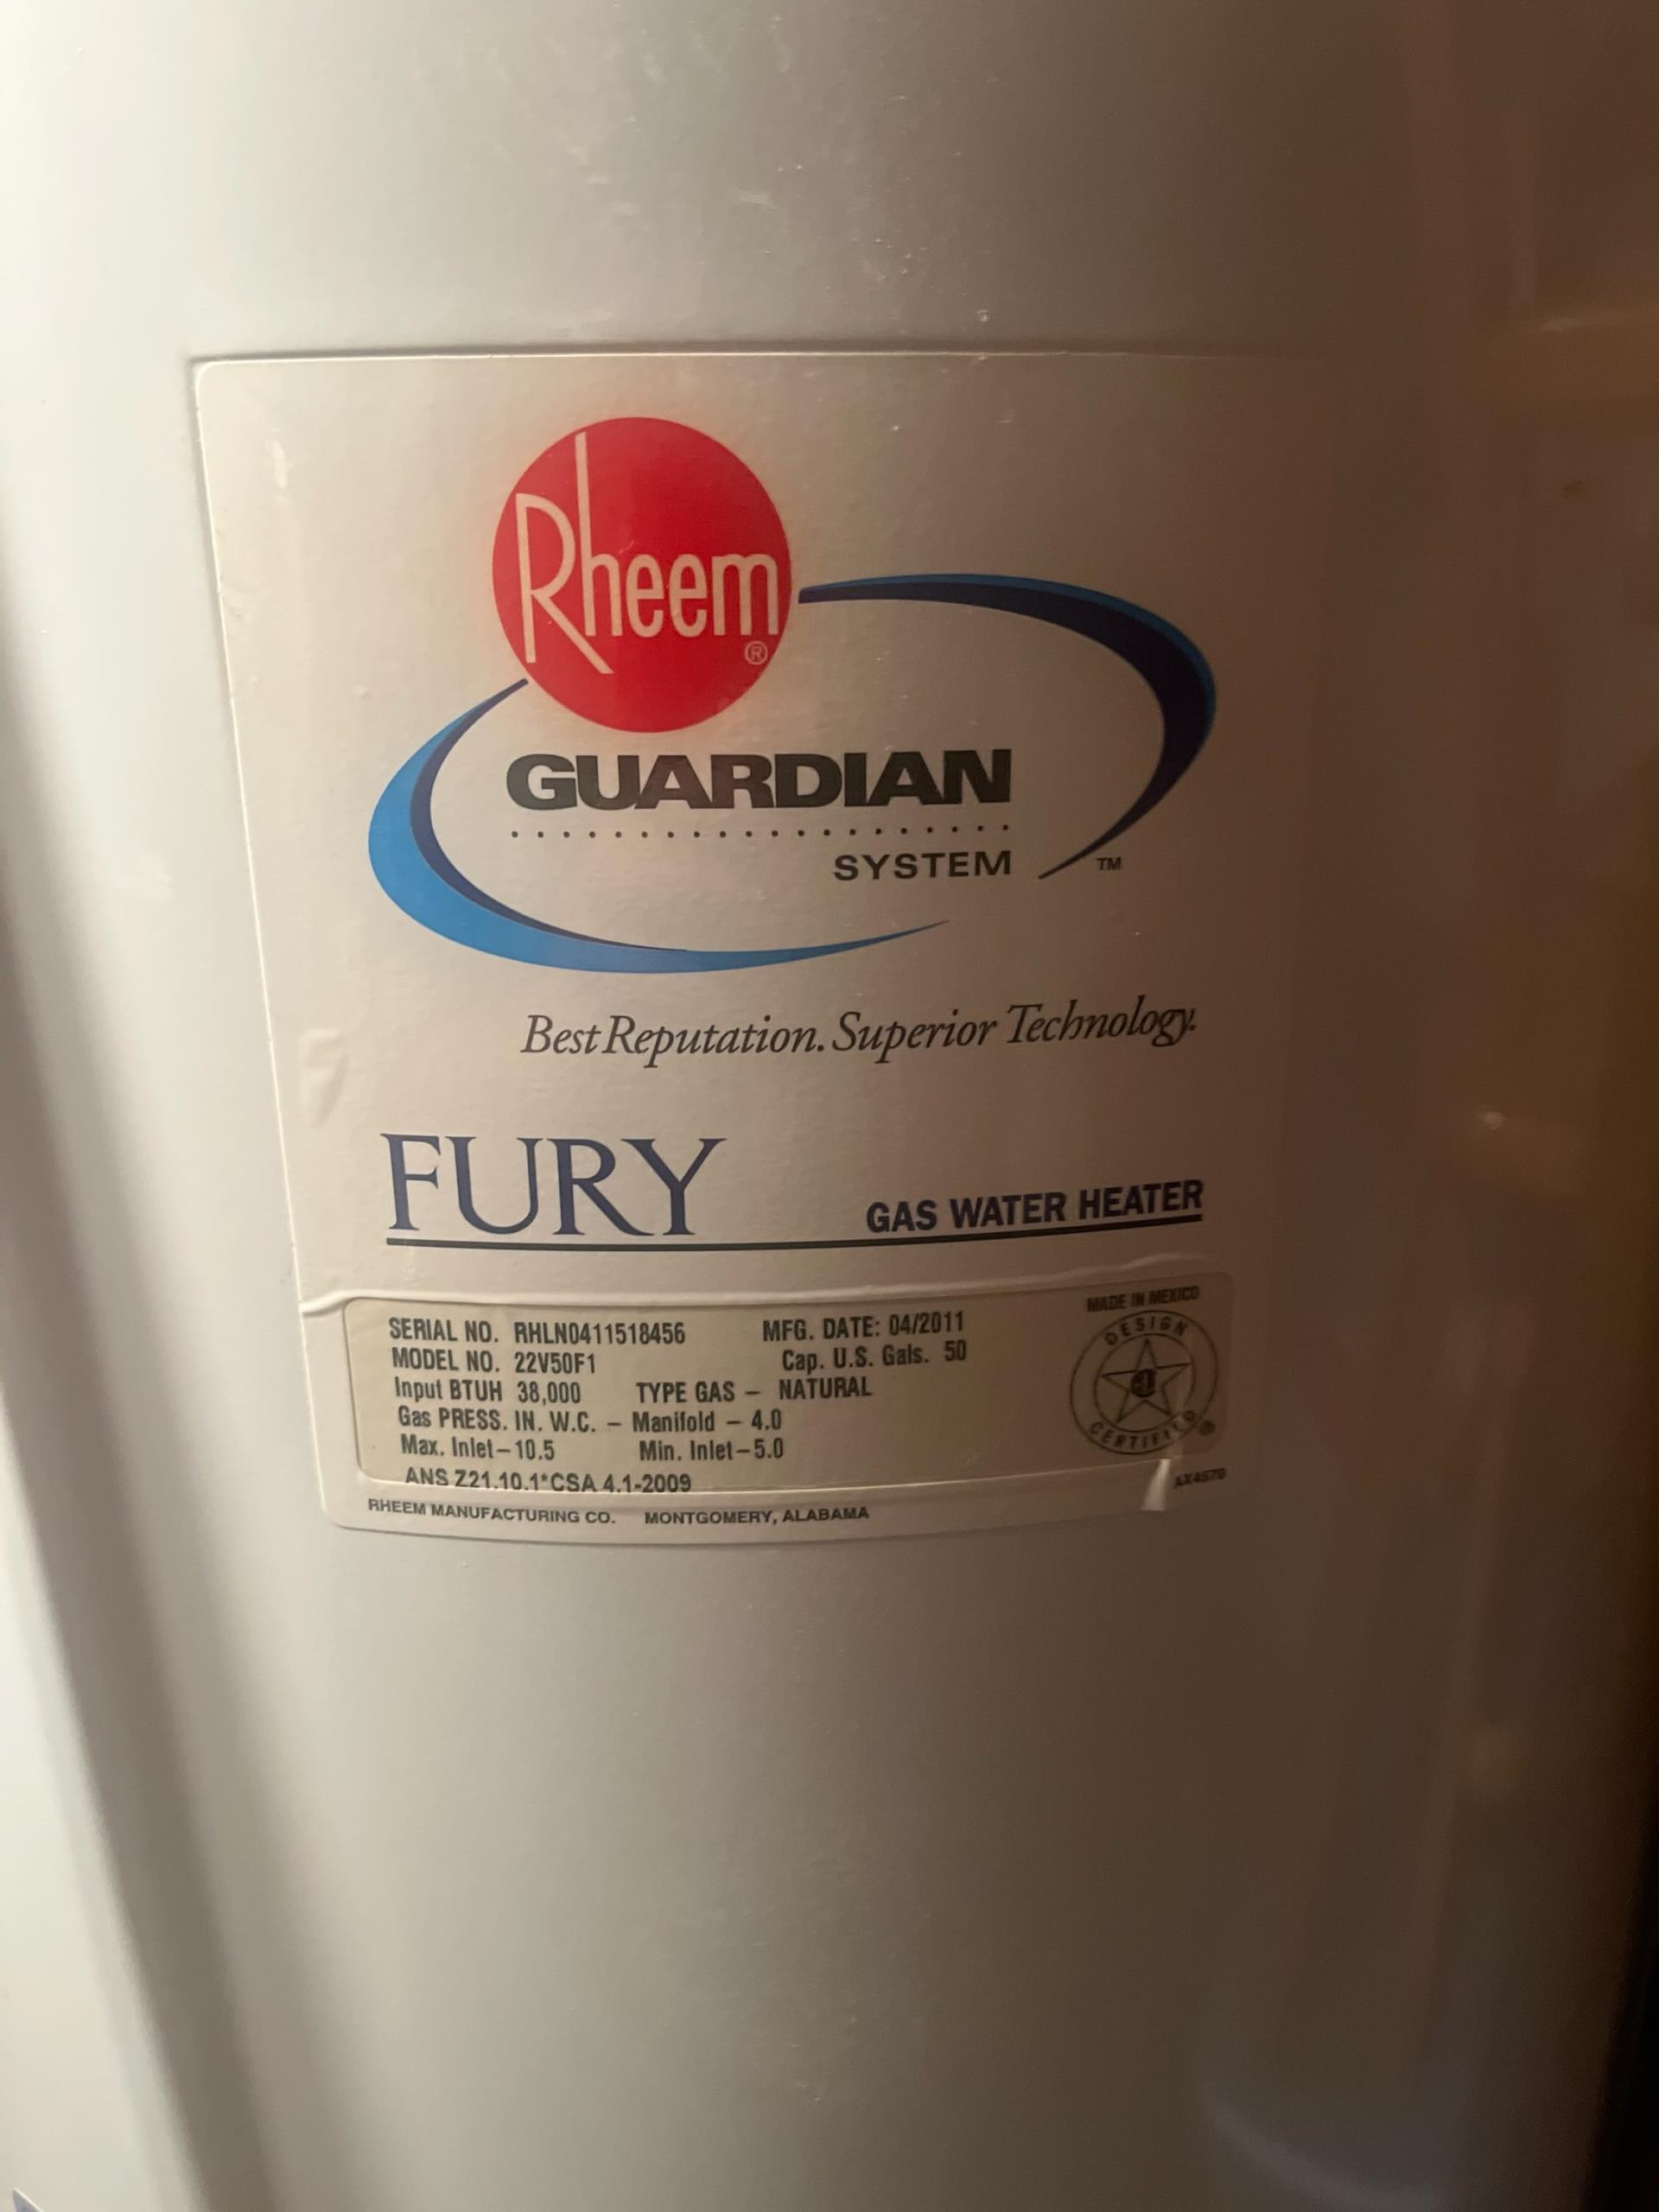 Rheem®
GUARDIAN
SYSTEM ™
Best Reputation. Superior Technology.
FURY GAS WATER HEATER
MADE IN MEXICO
SERIAL NO. RHLN0411518456 MFG. DATE: 04/2011
MODEL NO. 22V50F1 Cap. U.S. Gals. 50
Input BTUH 38,000 TYPE GAS – NATURAL
Gas PRESS. IN. W.C. – Manifold – 4.0
Max. Inlet – 10.5 Min. Inlet – 5.0
ANS Z21.10.1*CSA 4.1-2009
DESIGN
CERTIFIED ®
AX4570
RHEEM MANUFACTURING CO. MONTGOMERY, ALABAMA